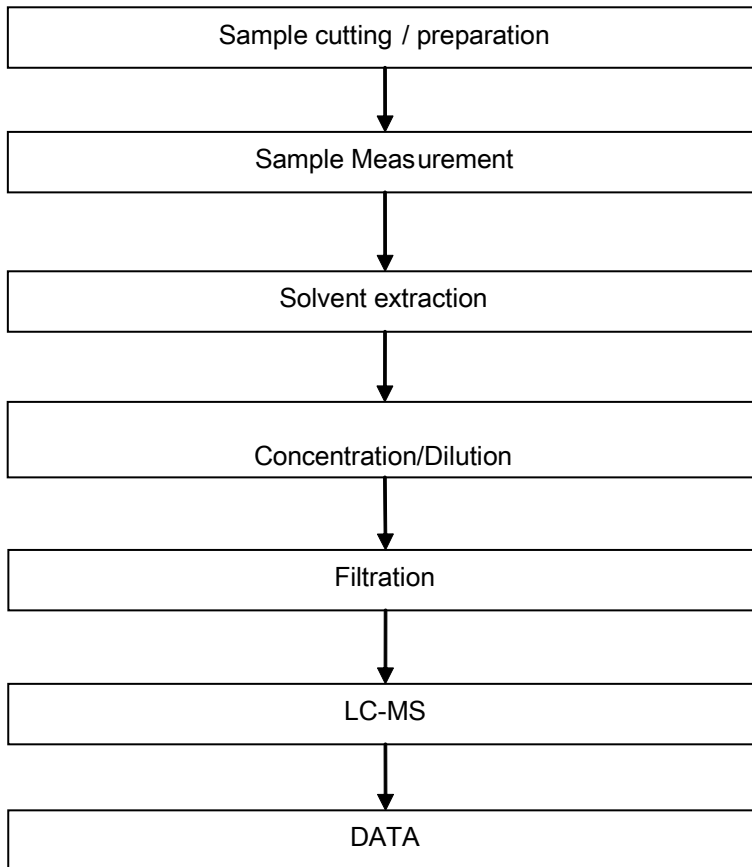 Sample cutting / preparation
Sample Measurement
Solvent extraction
Concentration/Dilution
Filtration
LC-MS
DATA